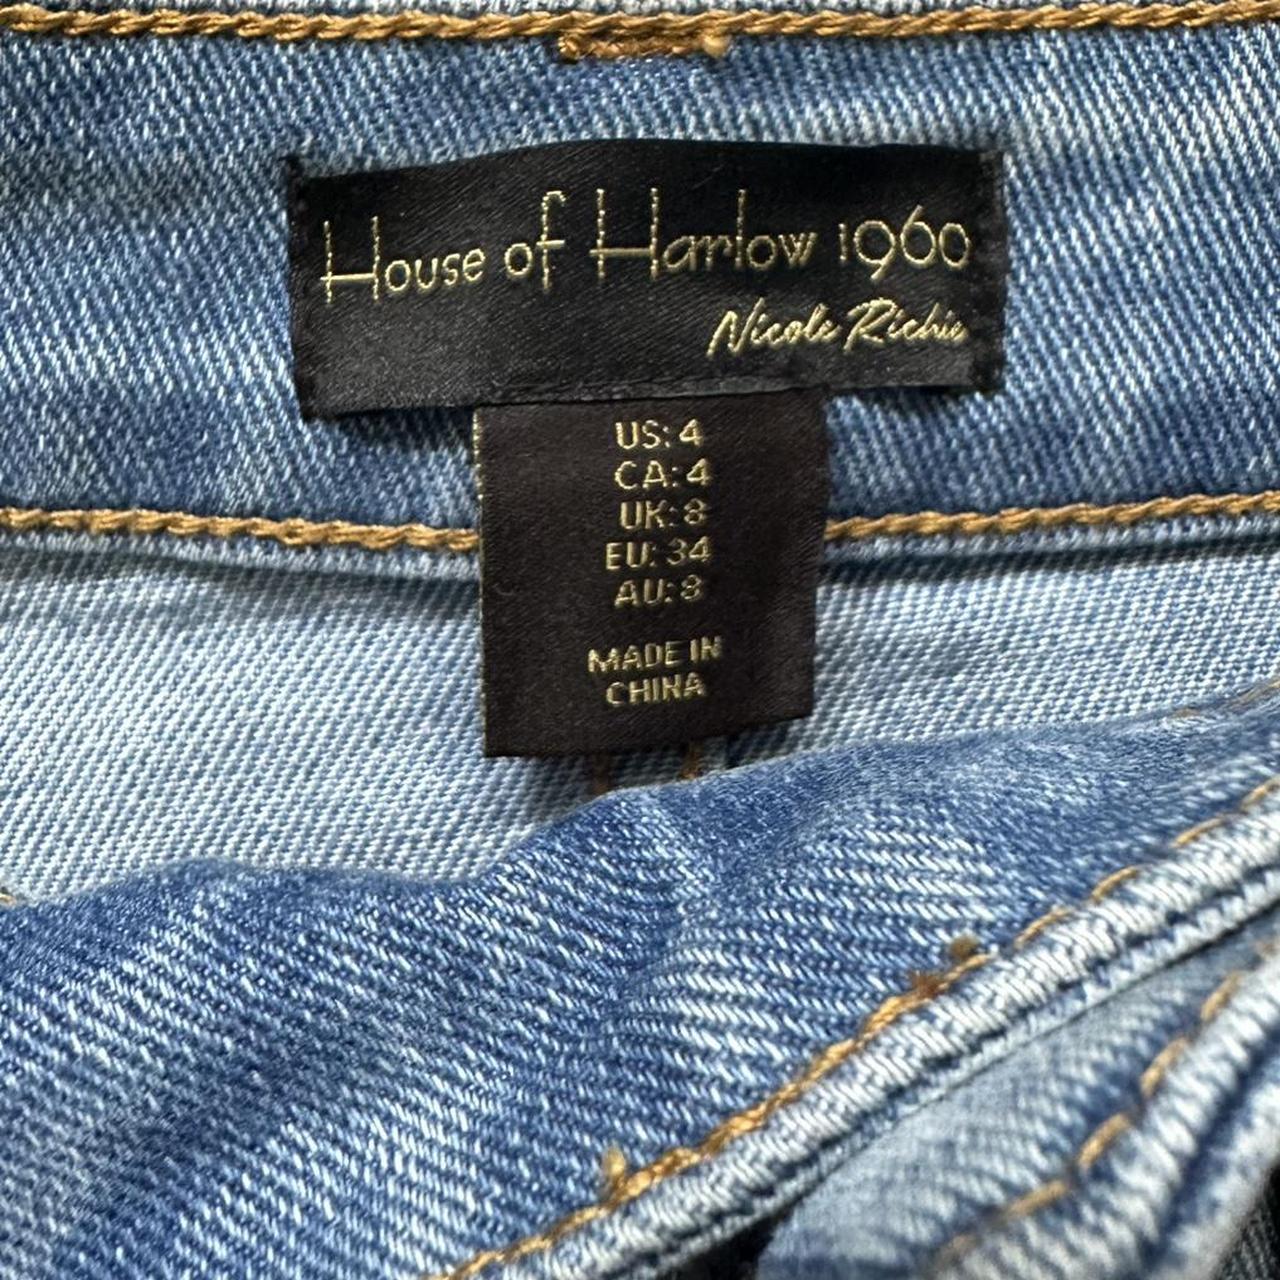 House of Harlow 1960
Nicole Richie
US: 4
CA: 4
UK: 8
EU: 34
AU: 8
MADE IN
CHINA